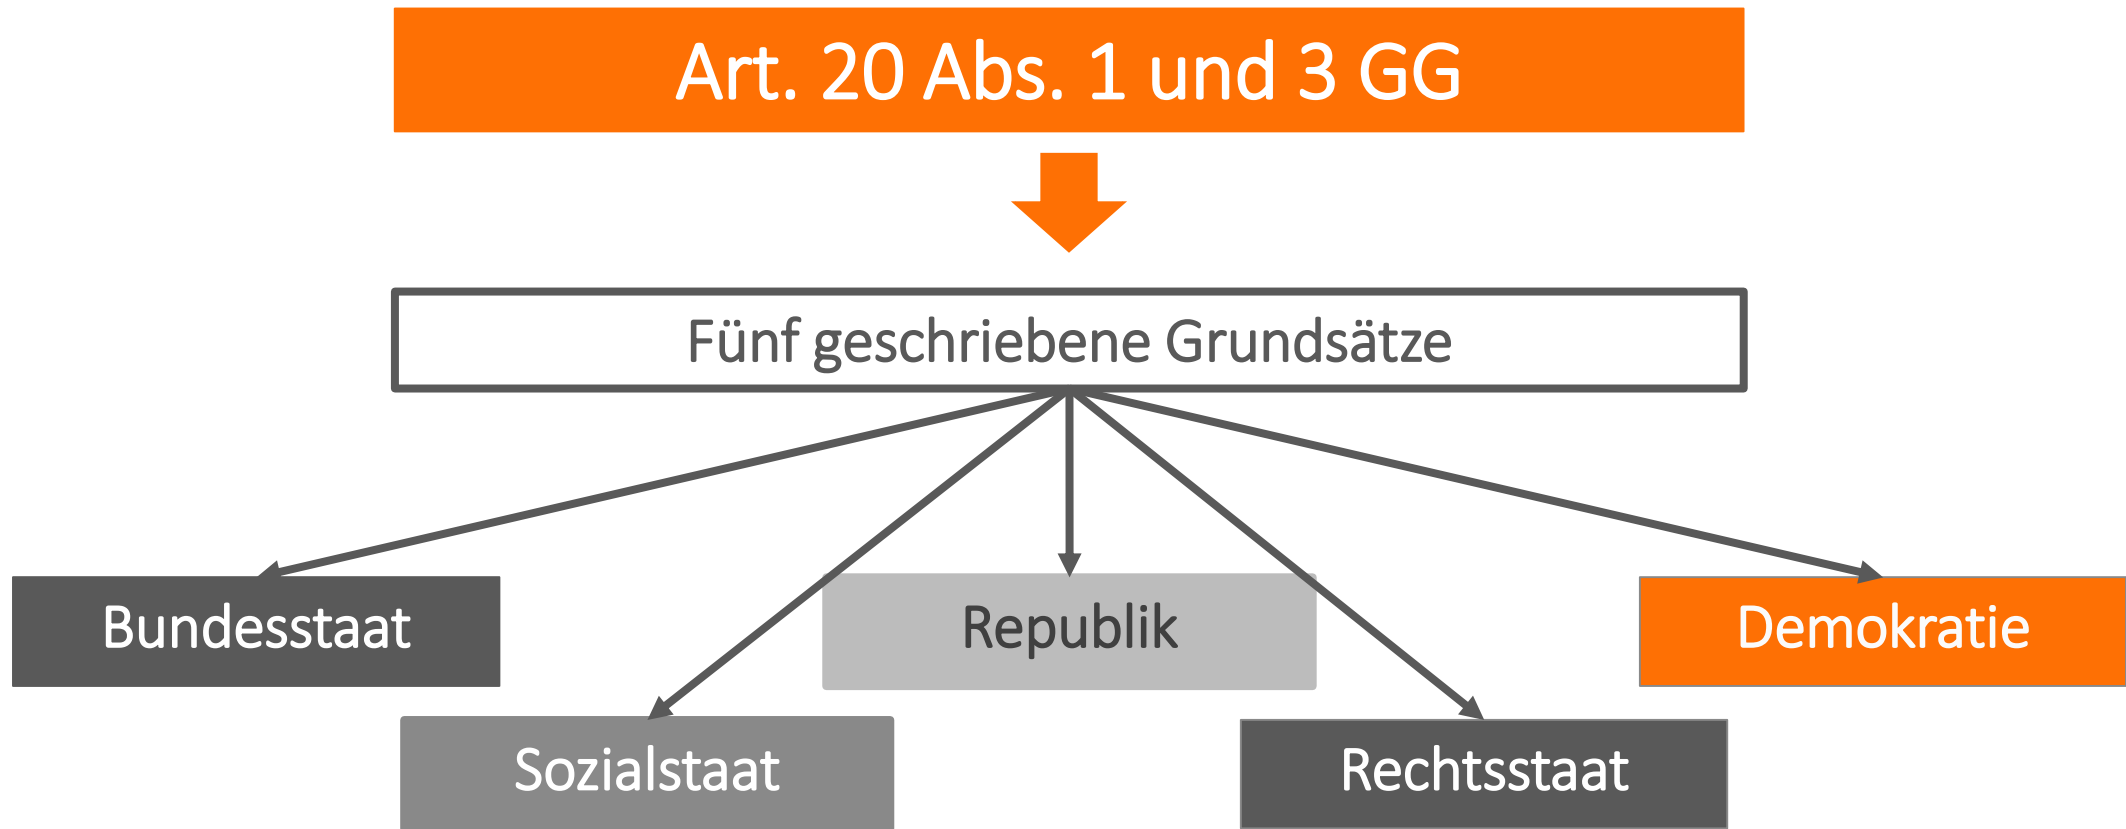 Art. 20 Abs. 1 und 3 GG
Fünf geschriebene Grundsätze
Bundesstaat
Republik
Demokratie
Sozialstaat
Rechtsstaat